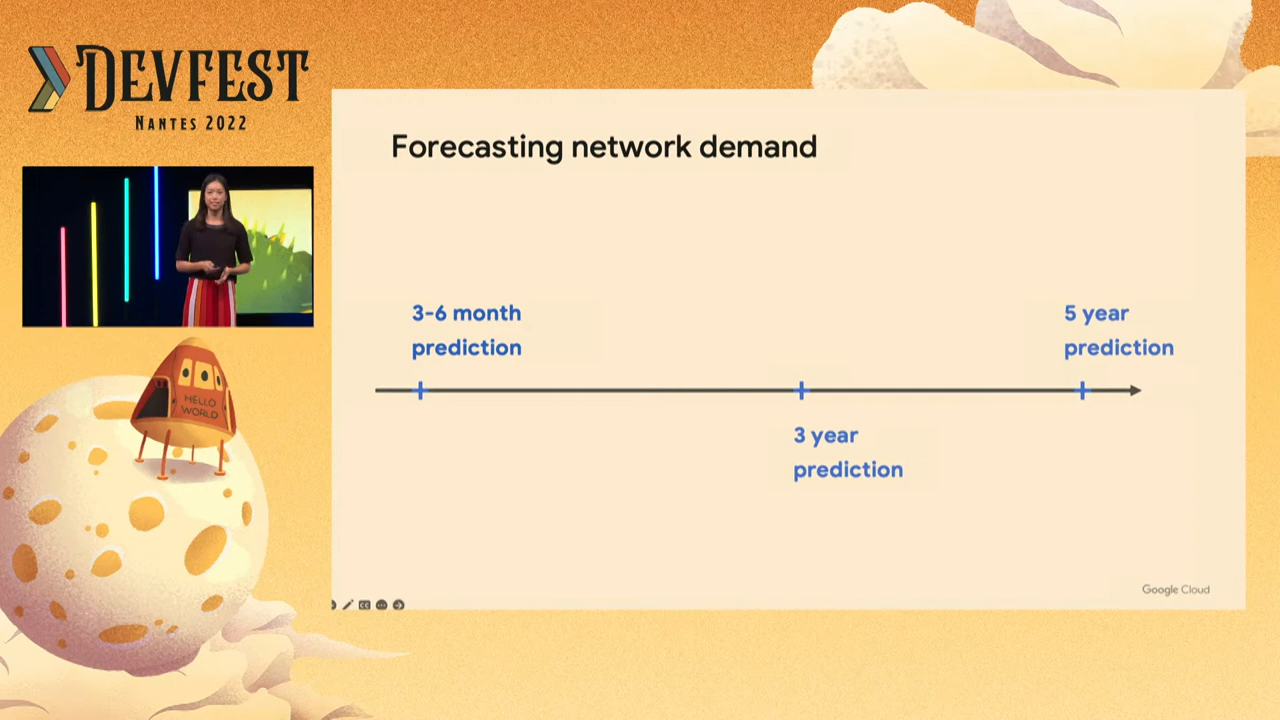 DEVFEST
NANTES 2022
Forecasting network demand
3-6 month
prediction
5 year
prediction
3 year
prediction
HELLO
WORLD
Google Cloud